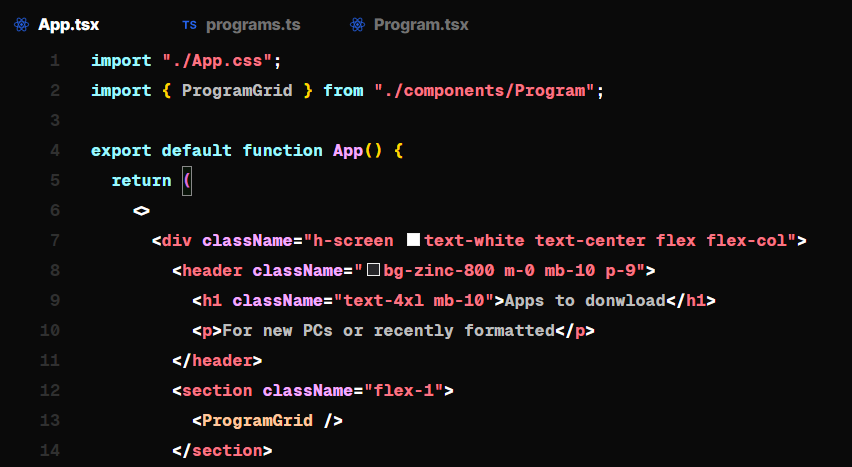 App.tsx TS programs.ts Program.tsx
1 import "./App.css";
2 import { ProgramGrid } from "./components/Program";
3
4 export default function App() {
5 return (
6 <>
7 <div className="h-screen text-white text-center flex flex-col">
8 <header className="bg-zinc-800 m-0 mb-10 p-9">
9 <h1 className="text-4xl mb-10">Apps to donwload</h1>
10 <p>For new PCs or recently formatted</p>
11 </header>
12 <section className="flex-1">
13 <ProgramGrid />
14 </section>